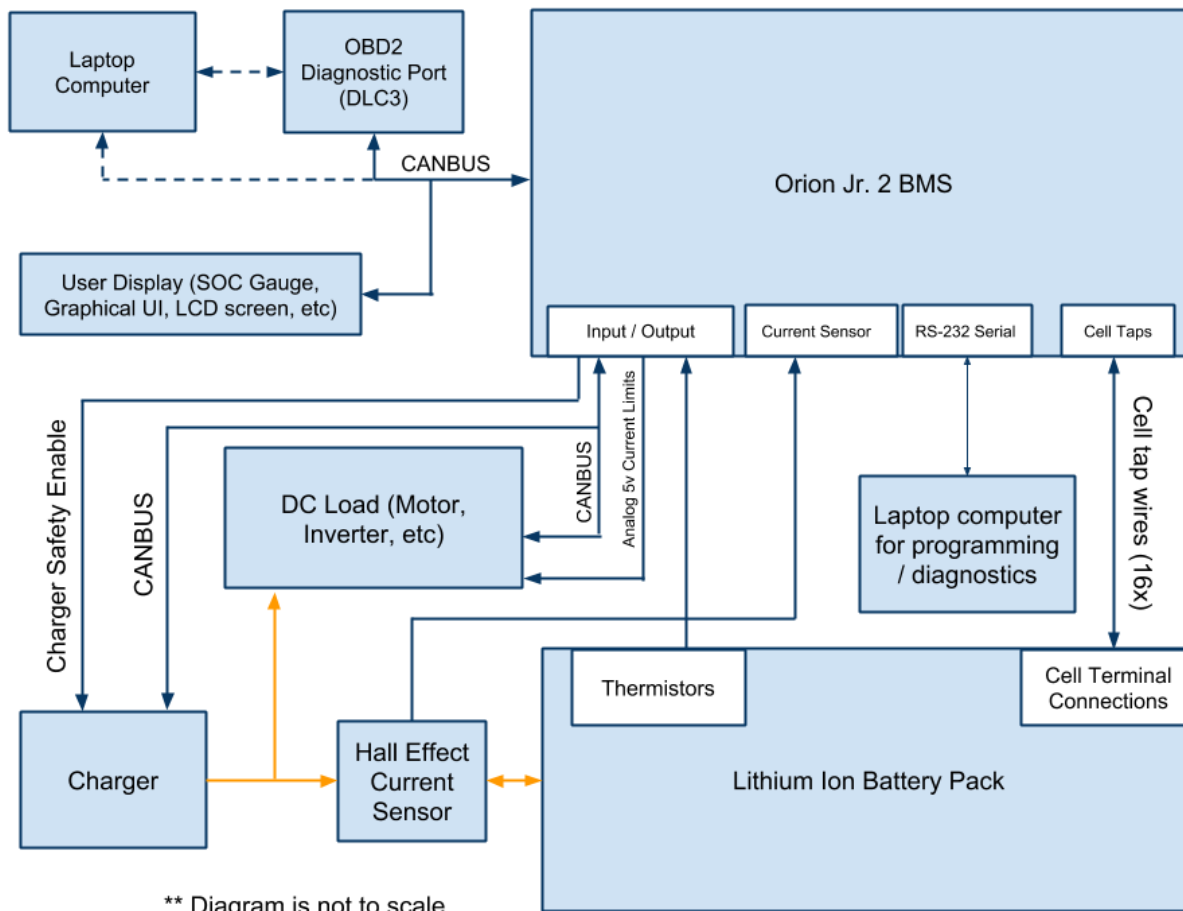 Laptop
Computer
OBD2
Diagnostic Port
(DLC3)
CANBUS
Orion Jr. 2 BMS
User Display (SOC Gauge,
Graphical UI, LCD screen, etc)
Input / Output
Current Sensor
RS-232 Serial
Cell Taps
Charger Safety Enable
CANBUS
DC Load (Motor,
Inverter, etc)
CANBUS
Analog 5v Current Limits
Laptop computer
for programming
/ diagnostics
Cell tap wires (16x)
Thermistors
Cell Terminal
Connections
Charger
Hall Effect
Current
Sensor
Lithium Ion Battery Pack
** Diagram is not to scale